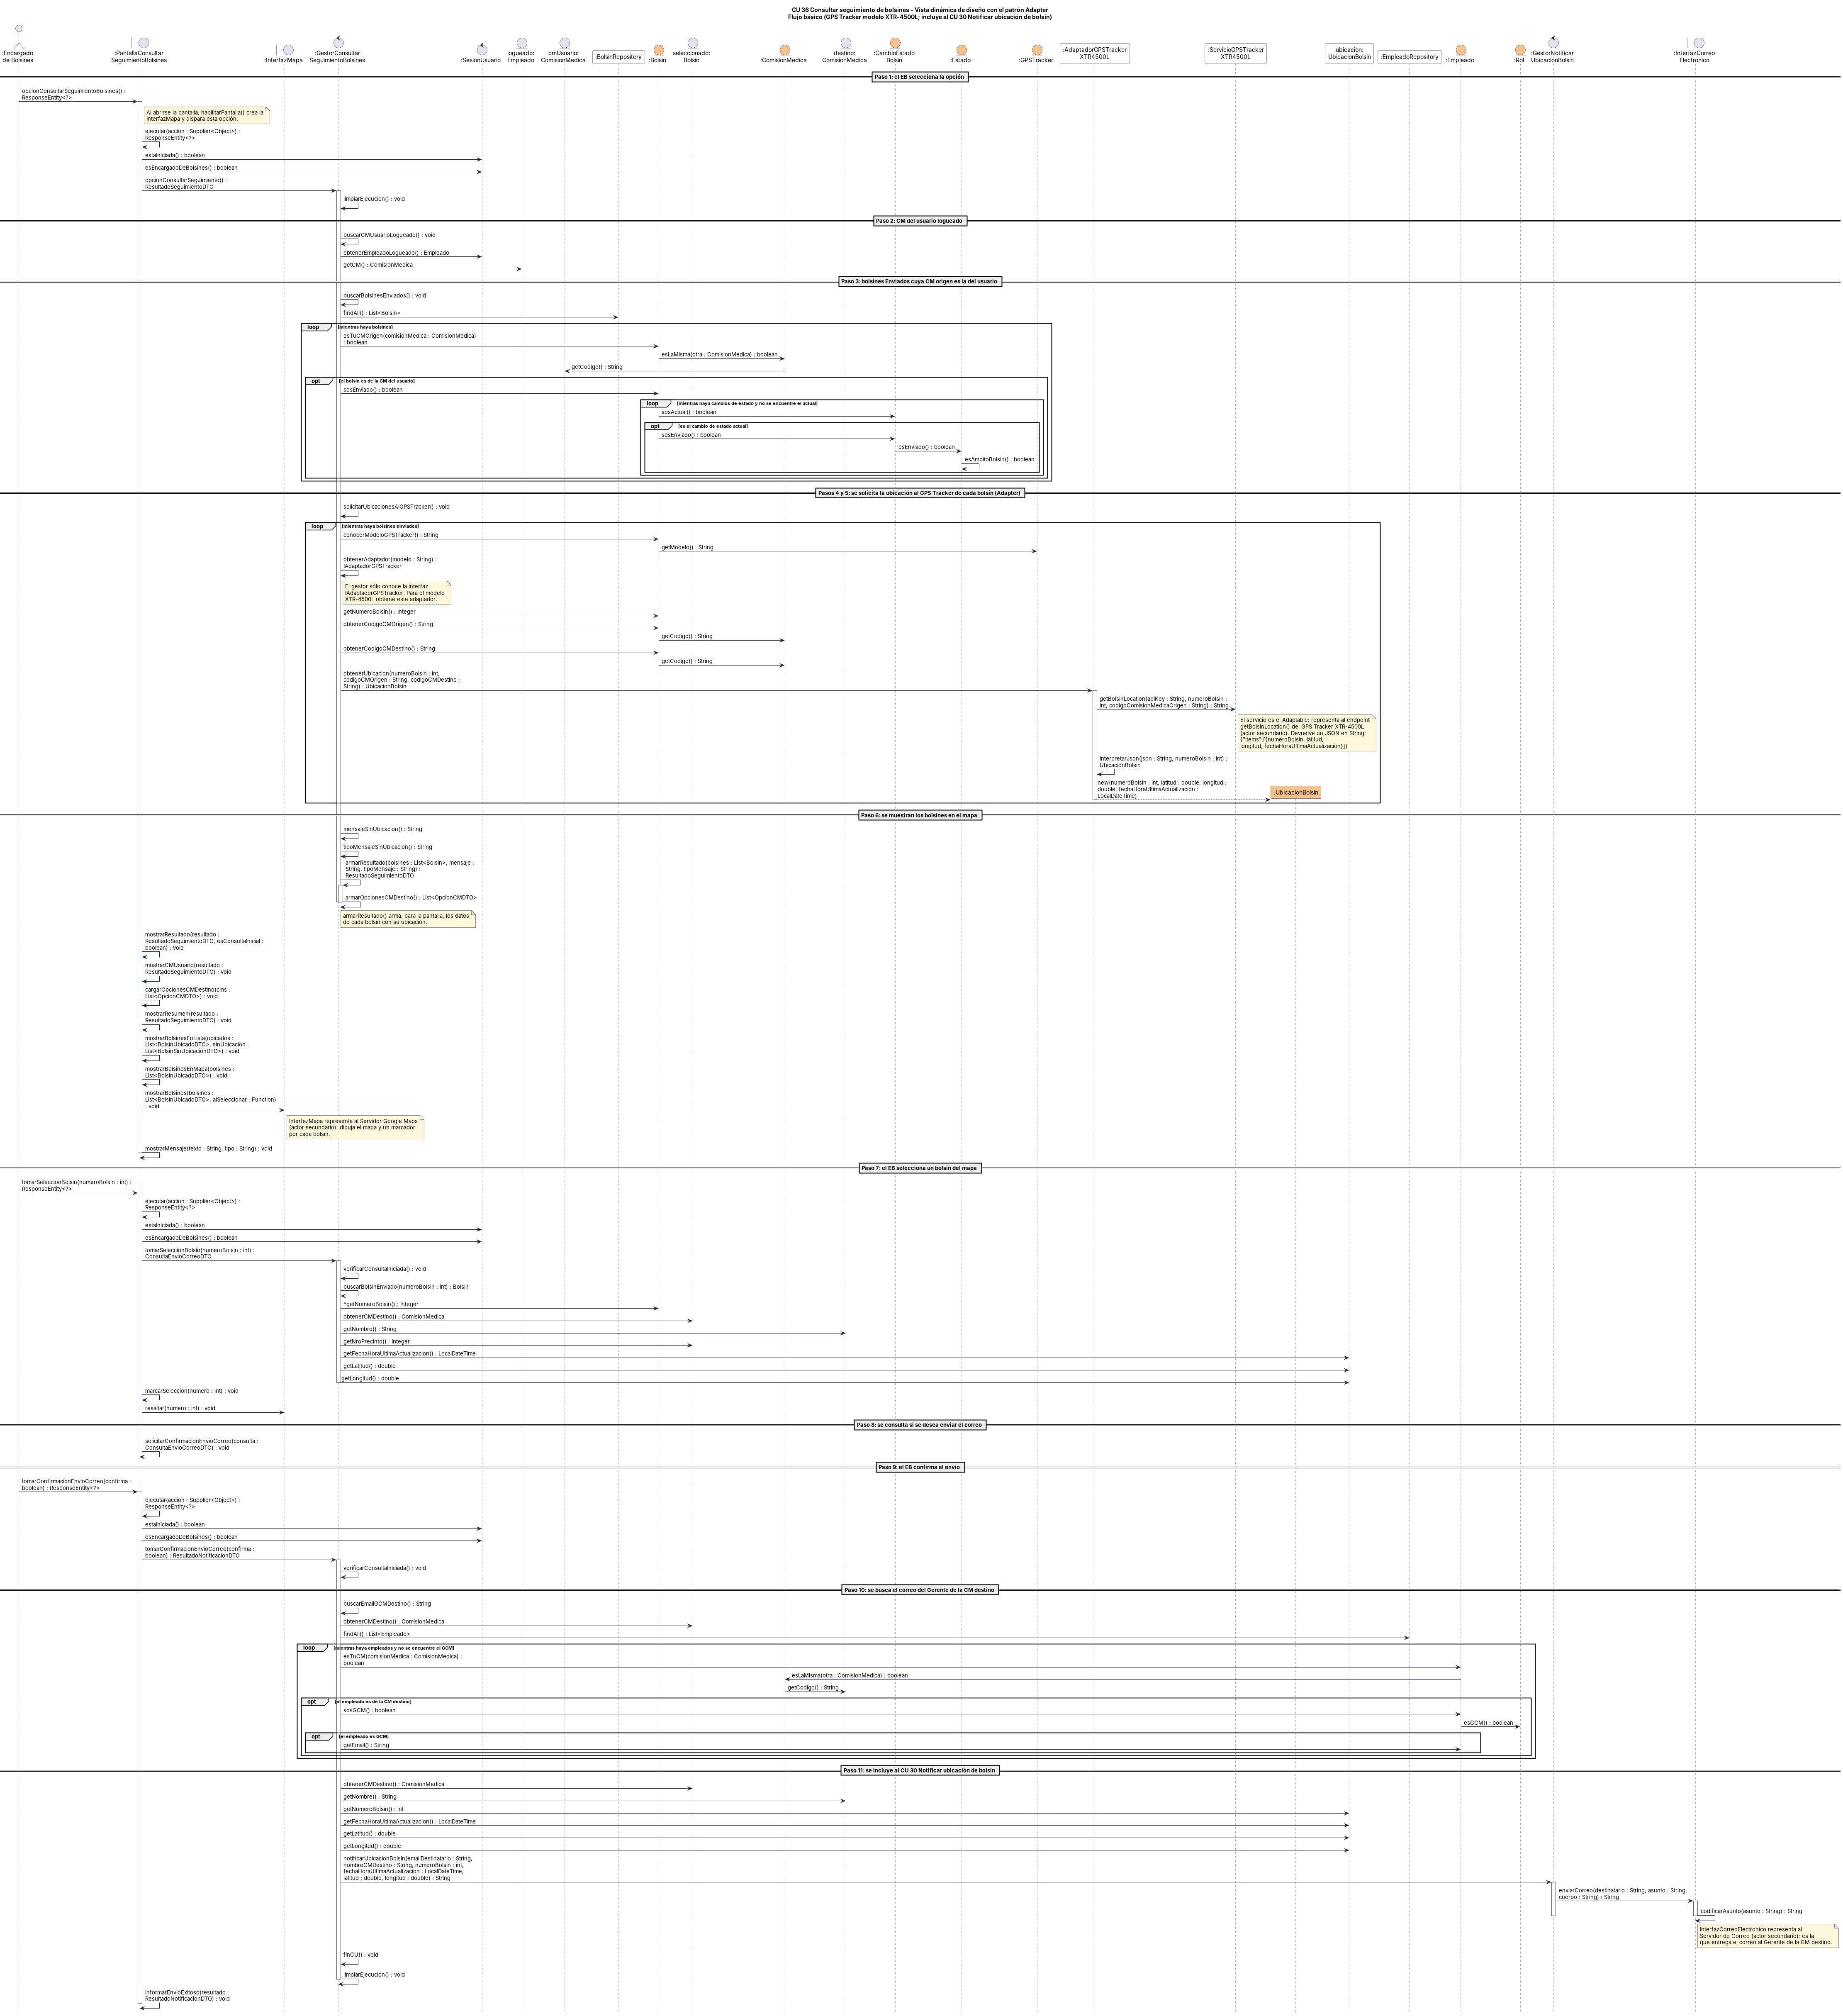 CU 36 Consultar seguimiento de bolsines - Vista dinámica de diseño con el patrón Adapter
Flujo básico (GPS Tracker modelo XTR-4500L; incluye al CU 30 Notificar ubicación de bolsín)
:Encargado
de Bolsines
:PantallaConsultar
SeguimientoBolsines
:InterfazMapa
:GestorConsultar
SeguimientoBolsines
:SesionUsuario
logueado:
Empleado
cmUsuario:
ComisionMedica
:BolsinRepository
:Bolsin
seleccionado:
Bolsin
:ComisionMedica
destino:
ComisionMedica
:CambioEstado
Bolsin
:Estado
:GPSTracker
:AdaptadorGPSTracker
XTR4500L
:ServicioGPSTracker
XTR4500L
ubicacion:
UbicacionBolsin
:EmpleadoRepository
:Empleado
:Rol
:GestorNotificar
UbicacionBolsin
:InterfazCorreo
Electronico
Paso 1: el EB selecciona la opción
opcionConsultarSeguimientoBolsines() :
ResponseEntity<?>
Al abrirse la pantalla, habilitarPantalla() crea la
InterfazMapa y dispara esta opción.
ejecutar(accion : Supplier<Object>) :
ResponseEntity<?>
estaIniciada() : boolean
esEncargadoDeBolsines() : boolean
opcionConsultarSeguimiento() :
ResultadoSeguimientoDTO
limpiarEjecucion() : void
Paso 2: CM del usuario logueado
buscarCMUsuarioLogueado() : void
obtenerEmpleadoLogueado() : Empleado
getCM() : ComisionMedica
Paso 3: bolsines Enviados cuya CM origen es la del usuario
buscarBolsinesEnviados() : void
findAll() : List<Bolsin>
loop [mientras haya bolsines]
esTuCMOrigen(comisionMedica : ComisionMedica)
: boolean
esLaMisma(otra : ComisionMedica) : boolean
getCodigo() : String
opt [el bolsín es de la CM del usuario]
sosEnviado() : boolean
loop [mientras haya cambios de estado y no se encuentre el actual]
sosActual() : boolean
opt [es el cambio de estado actual]
sosEnviado() : boolean
esEnviado() : boolean
esAmbitoBolsin() : boolean
Pasos 4 y 5: se solicita la ubicación al GPS Tracker de cada bolsín (Adapter)
solicitarUbicacionesAlGPSTracker() : void
loop [mientras haya bolsines enviados]
conocerModeloGPSTracker() : String
getModelo() : String
obtenerAdaptador(modelo : String) :
IAdaptadorGPSTracker
El gestor sólo conoce la interfaz
IAdaptadorGPSTracker. Para el modelo
XTR-4500L obtiene este adaptador.
getNumeroBolsin() : Integer
obtenerCodigoCMOrigen() : String
getCodigo() : String
obtenerCodigoCMDestino() : String
getCodigo() : String
obtenerUbicacion(numeroBolsin : int,
codigoCMOrigen : String, codigoCMDestino :
String) : UbicacionBolsin
getBolsinLocation(apiKey : String, numeroBolsin :
int, codigoComisionMedicaOrigen : String) : String
El servicio es el Adaptable: representa al endpoint
getBolsinLocation() del GPS Tracker XTR-4500L
(actor secundario). Devuelve un JSON en String:
{"items":[{numeroBolsin, latitud,
longitud, fechaHoraUltimaActualizacion}]}
interpretarJson(json : String, numeroBolsin : int) :
UbicacionBolsin
new(numeroBolsin : int, latitud : double, longitud :
double, fechaHoraUltimaActualizacion :
LocalDateTime)
:UbicacionBolsin
Paso 6: se muestran los bolsines en el mapa
mensajeSinUbicacion() : String
tipoMensajeSinUbicacion() : String
armarResultado(bolsines : List<Bolsin>, mensaje :
String, tipoMensaje : String) :
ResultadoSeguimientoDTO
armarOpcionesCMDestino() : List<OpcionCMDTO>
armarResultado() arma, para la pantalla, los datos
de cada bolsín con su ubicación.
mostrarResultado(resultado :
ResultadoSeguimientoDTO, esConsultaInicial :
boolean) : void
mostrarCMUsuario(resultado :
ResultadoSeguimientoDTO) : void
cargarOpcionesCMDestino(cms :
List<OpcionCMDTO>) : void
mostrarResumen(resultado :
ResultadoSeguimientoDTO) : void
mostrarBolsinesEnLista(ubicados :
List<BolsinUbicadoDTO>, sinUbicacion :
List<BolsinSinUbicacionDTO>) : void
mostrarBolsinesEnMapa(bolsines :
List<BolsinUbicadoDTO>) : void
mostrarBolsines(bolsines :
List<BolsinUbicadoDTO>, alSeleccionar : Function)
: void
InterfazMapa representa al Servidor Google Maps
(actor secundario): dibuja el mapa y un marcador
por cada bolsín.
mostrarMensaje(texto : String, tipo : String) : void
Paso 7: el EB selecciona un bolsín del mapa
tomarSeleccionBolsin(numeroBolsin : int) :
ResponseEntity<?>
ejecutar(accion : Supplier<Object>) :
ResponseEntity<?>
estaIniciada() : boolean
esEncargadoDeBolsines() : boolean
tomarSeleccionBolsin(numeroBolsin : int) :
ConsultaEnvioCorreoDTO
verificarConsultaIniciada() : void
buscarBolsinEnviado(numeroBolsin : int) : Bolsin
*getNumeroBolsin() : Integer
obtenerCMDestino() : ComisionMedica
getNombre() : String
getNroPrecinto() : Integer
getFechaHoraUltimaActualizacion() : LocalDateTime
getLatitud() : double
getLongitud() : double
marcarSeleccion(numero : int) : void
resaltar(numero : int) : void
Paso 8: se consulta si se desea enviar el correo
solicitarConfirmacionEnvioCorreo(consulta :
ConsultaEnvioCorreoDTO) : void
Paso 9: el EB confirma el envío
tomarConfirmacionEnvioCorreo(confirma :
boolean) : ResponseEntity<?>
ejecutar(accion : Supplier<Object>) :
ResponseEntity<?>
estaIniciada() : boolean
esEncargadoDeBolsines() : boolean
tomarConfirmacionEnvioCorreo(confirma :
boolean) : ResultadoNotificacionDTO
verificarConsultaIniciada() : void
Paso 10: se busca el correo del Gerente de la CM destino
buscarEmailGCMDestino() : String
obtenerCMDestino() : ComisionMedica
findAll() : List<Empleado>
loop [mientras haya empleados y no se encuentre el GCM]
esTuCM(comisionMedica : ComisionMedica) :
boolean
esLaMisma(otra : ComisionMedica) : boolean
getCodigo() : String
opt [el empleado es de la CM destino]
sosGCM() : boolean
esGCM() : boolean
opt [el empleado es GCM]
getEmail() : String
Paso 11: se incluye al CU 30 Notificar ubicación de bolsín
obtenerCMDestino() : ComisionMedica
getNombre() : String
getNumeroBolsin() : int
getFechaHoraUltimaActualizacion() : LocalDateTime
getLatitud() : double
getLongitud() : double
notificarUbicacionBolsin(emailDestinatario : String,
nombreCMDestino : String, numeroBolsin : int,
fechaHoraUltimaActualizacion : LocalDateTime,
latitud : double, longitud : double) : String
enviarCorreo(destinatario : String, asunto : String,
cuerpo : String) : String
codificarAsunto(asunto : String) : String
InterfazCorreoElectronico representa al
Servidor de Correo (actor secundario): es la
que entrega el correo al Gerente de la CM destino.
finCU() : void
limpiarEjecucion() : void
informarEnvioExitoso(resultado :
ResultadoNotificacionDTO) : void